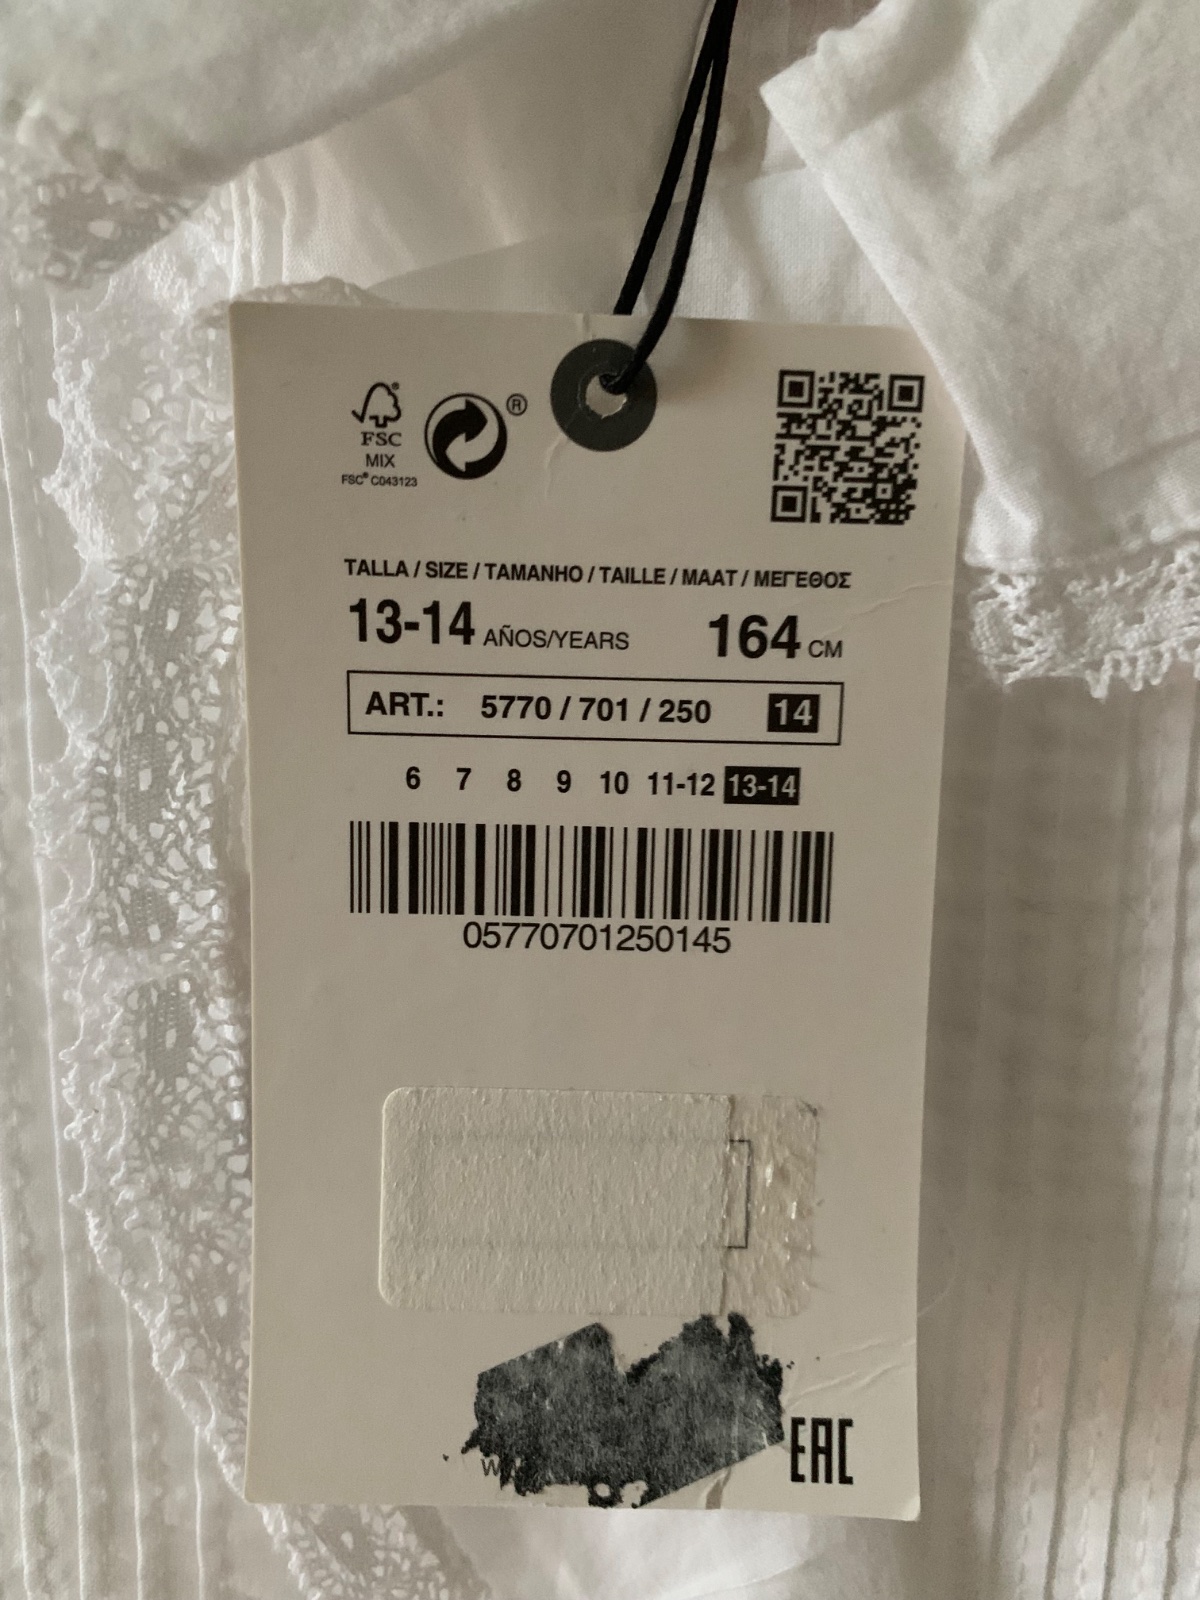 FSC
MIX
FSC® C043123
®
TALLA / SIZE / TAMANHO / TAILLE / MAAT / ΜΕΓΕΘΟΣ
13-14 AÑOS/YEARS 164 CM
ART.: 5770 / 701 / 250 14
6 7 8 9 10 11-12 13-14
05770701250145
EAC